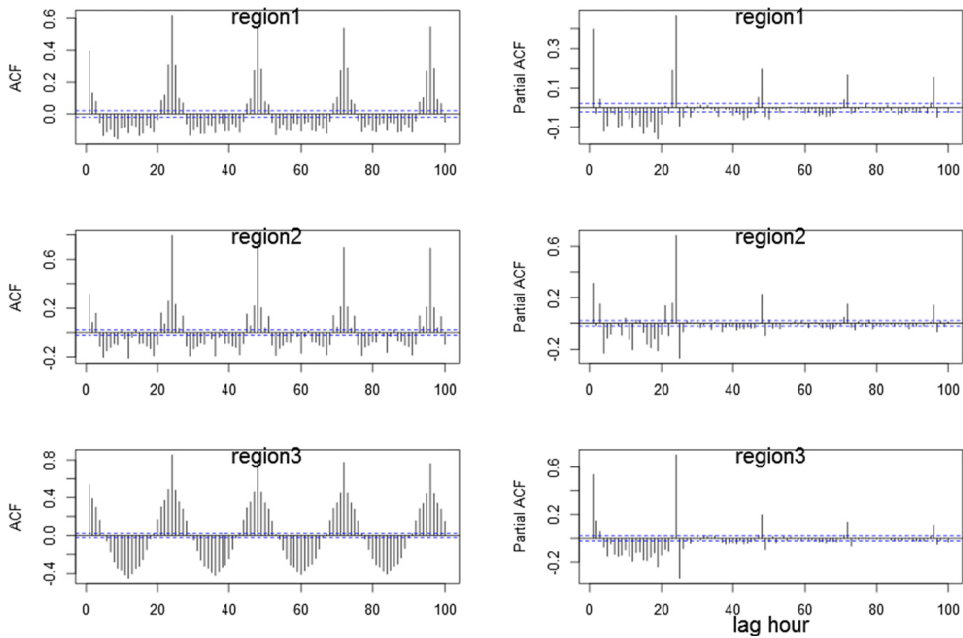 region1
ACF
0.0 0.2 0.4 0.6
0 20 40 60 80 100
region1
Partial ACF
-0.1 0.1 0.3
0 20 40 60 80 100
region2
ACF
-0.2 0.2 0.6
0 20 40 60 80 100
region2
Partial ACF
-0.2 0.2 0.6
0 20 40 60 80 100
region3
ACF
-0.4 0.0 0.4 0.8
0 20 40 60 80 100
region3
Partial ACF
-0.2 0.2 0.6
0 20 40 60 80 100
lag hour